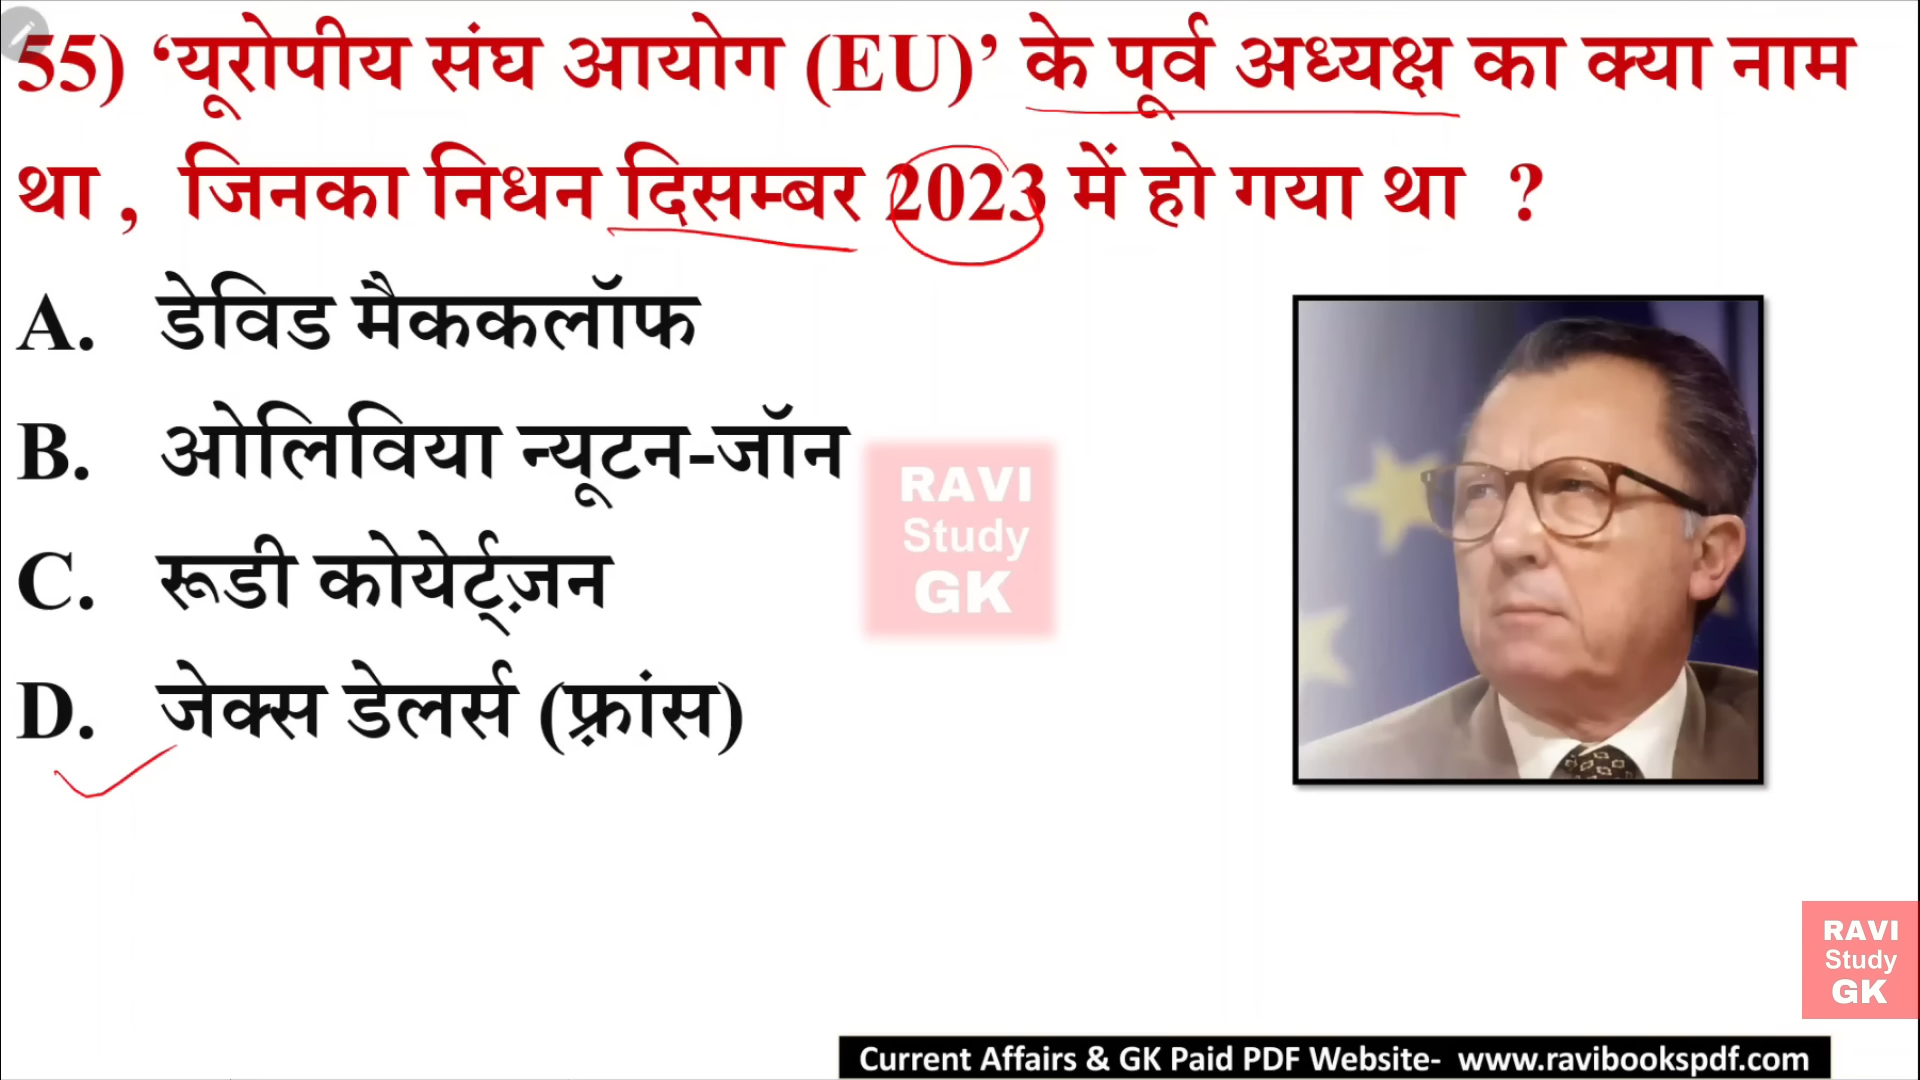 55) ‘यूरोपीय संघ आयोग (EU)’ के पूर्व अध्यक्ष का क्या नाम
था , जिनका निधन दिसम्बर 2023 में हो गया था ?
A. डेविड मैककलॉफ
B. ओलिविया न्यूटन-जॉन
C. रूडी कोयेर्ट्ज़न
D. जेक्स डेलर्स (फ़्रांस)
RAVI
Study
GK
RAVI
Study
GK
Current Affairs & GK Paid PDF Website- www.ravibookspdf.com